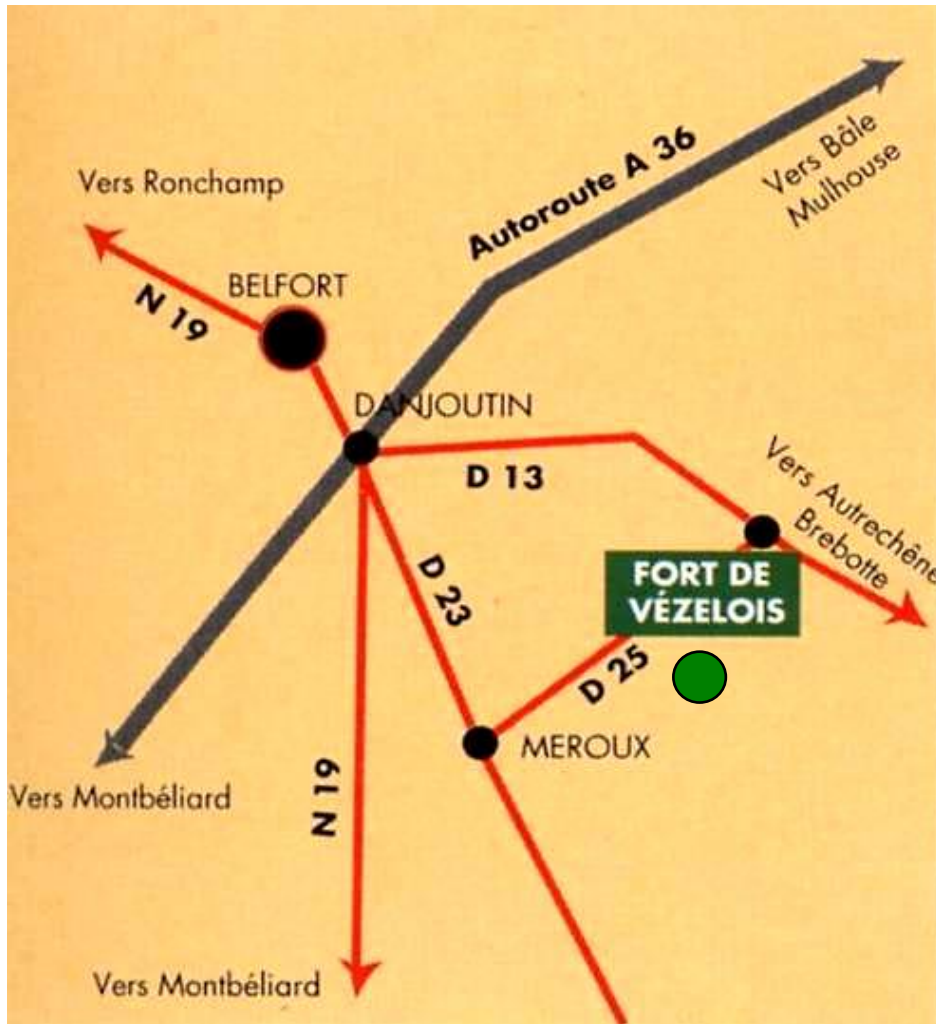 Autoroute A 36
Vers Bâle
Mulhouse
Vers Ronchamp
N 19
BELFORT
DANJOUTIN
D 13
Vers Autrechêne
Brebotte
D 23
FORT DE
VÉZELOIS
D 25
MEROUX
N 19
Vers Montbéliard
Vers Montbéliard